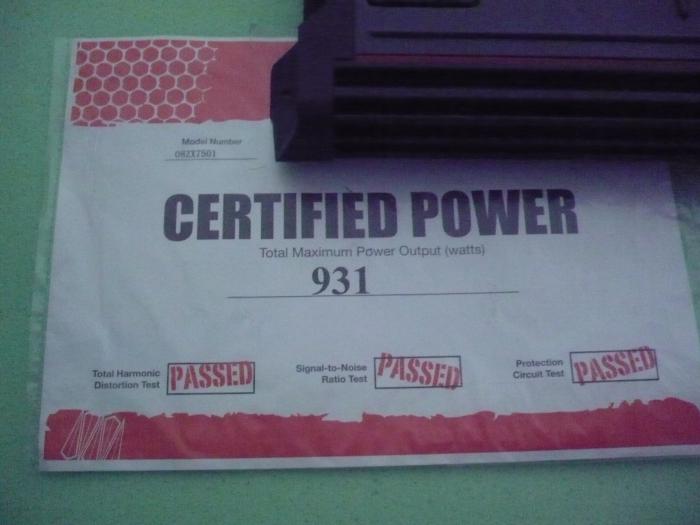 Model Number
082X7501
CERTIFIED POWER
Total Maximum Power Output (watts)
931
Total Harmonic
Distortion Test
PASSED
Signal-to-Noise
Ratio Test
PASSED
Protection
Circuit Test
PASSED